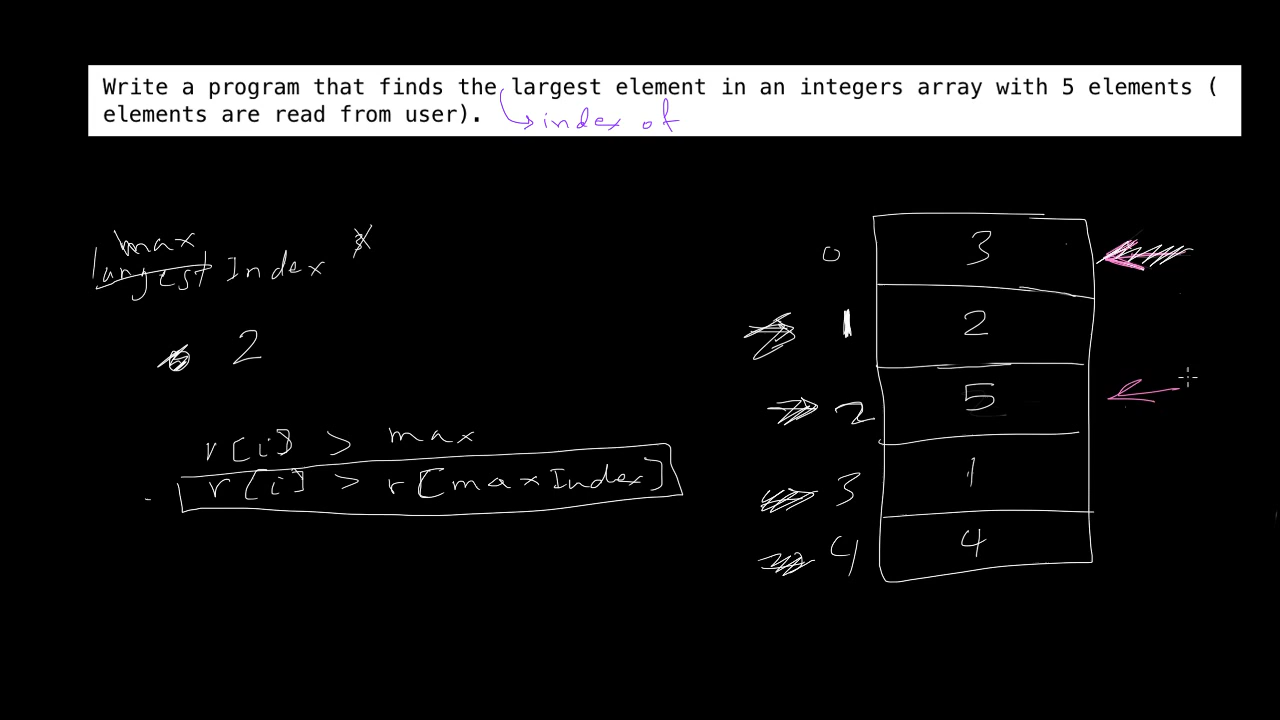 Write a program that finds the largest element in an integers array with 5 elements (
elements are read from user).
index of
max
largest Index
2
r[i] > max
r[i] > r[maxIndex]
0 3
1 2
2 5
3 1
4 4